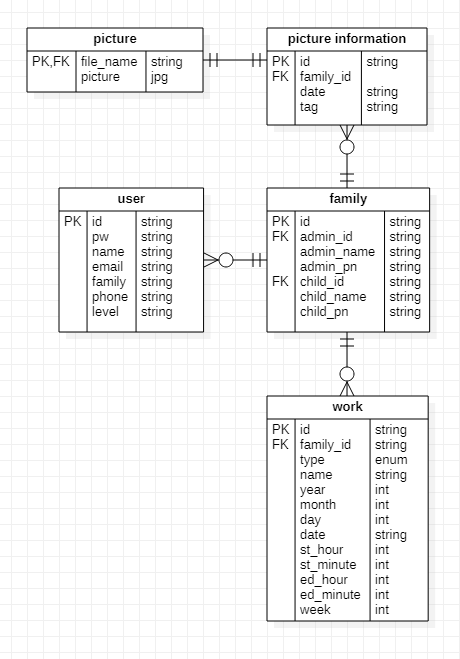 picture
PK,FK file_name string
picture jpg
picture information
PK id string
FK family_id
date string
tag string
user
PK id string
pw string
name string
email string
family string
phone string
level string
family
PK id string
FK admin_id string
admin_name string
admin_pn string
FK child_id string
child_name string
child_pn string
work
PK id string
FK family_id string
type enum
name string
year int
month int
day int
date string
st_hour int
st_minute int
ed_hour int
ed_minute int
week int